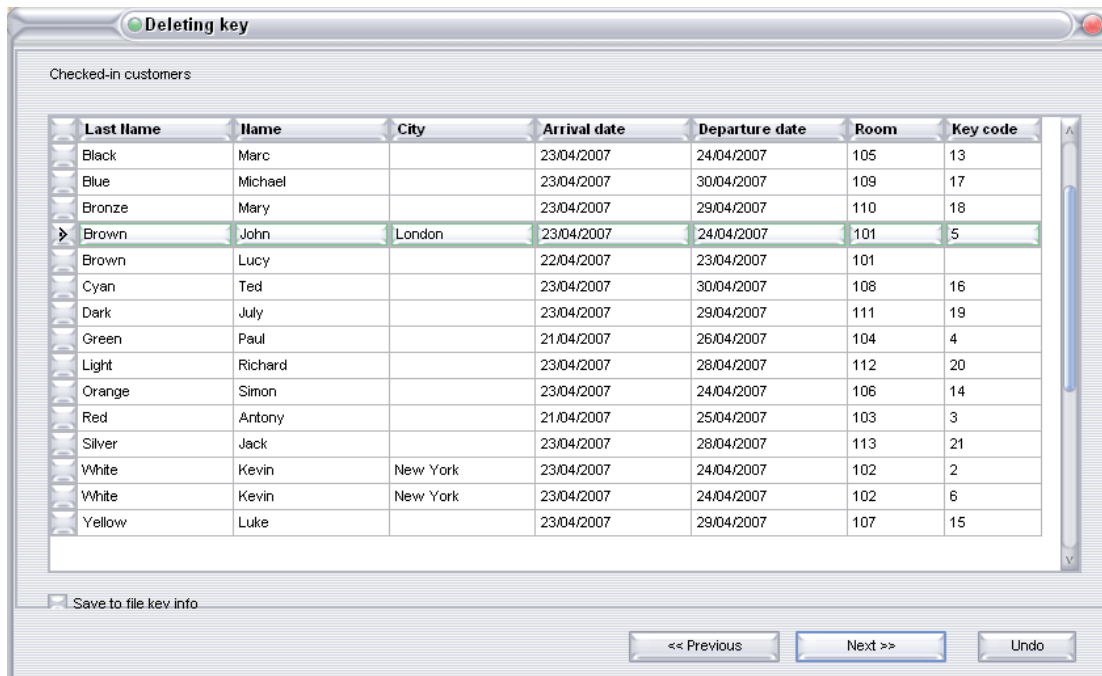 Deleting key
Checked-in customers
Last Name Name City Arrival date Departure date Room Key code
Black Marc 23/04/2007 24/04/2007 105 13
Blue Michael 23/04/2007 30/04/2007 109 17
Bronze Mary 23/04/2007 29/04/2007 110 18
Brown John London 23/04/2007 24/04/2007 101 5
Brown Lucy 22/04/2007 23/04/2007 101
Cyan Ted 23/04/2007 30/04/2007 108 16
Dark July 23/04/2007 29/04/2007 111 19
Green Paul 21/04/2007 26/04/2007 104 4
Light Richard 23/04/2007 28/04/2007 112 20
Orange Simon 23/04/2007 24/04/2007 106 14
Red Antony 21/04/2007 25/04/2007 103 3
Silver Jack 23/04/2007 28/04/2007 113 21
White Kevin New York 23/04/2007 24/04/2007 102 2
White Kevin New York 23/04/2007 24/04/2007 102 6
Yellow Luke 23/04/2007 29/04/2007 107 15
Save to file key info
<< Previous Next >> Undo